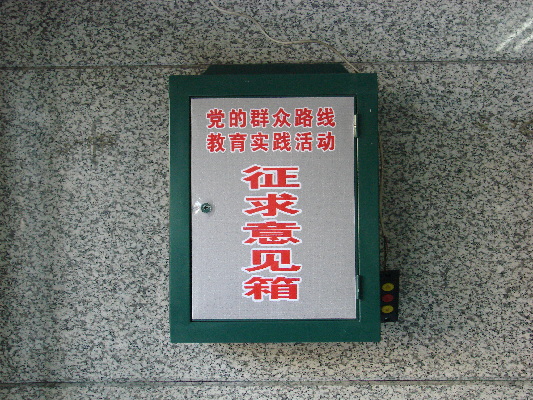 党的群众路线
教育实践活动
征求意见箱